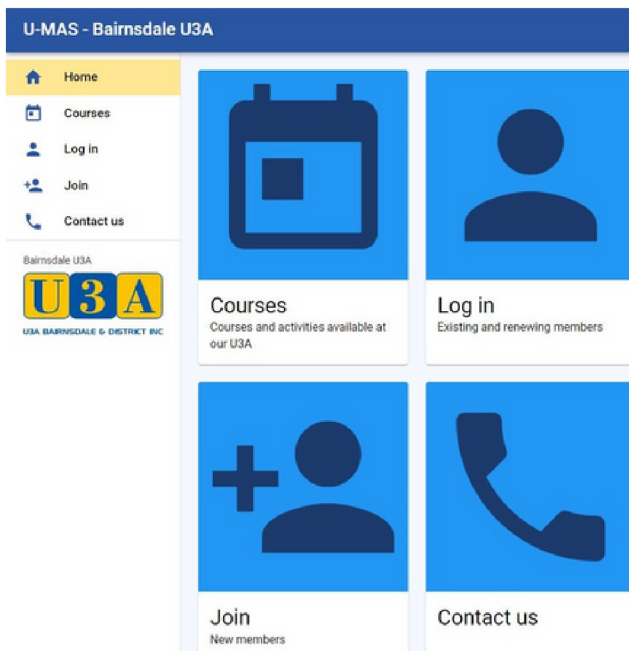 U-MAS - Bairnsdale U3A
Home
Courses
Log in
Join
Contact us
Bairnsdale U3A
U3A
U3A BAIRNSDALE & DISTRICT INC
Courses
Courses and activities available at
our U3A
Log in
Existing and renewing members
Join
New members
Contact us